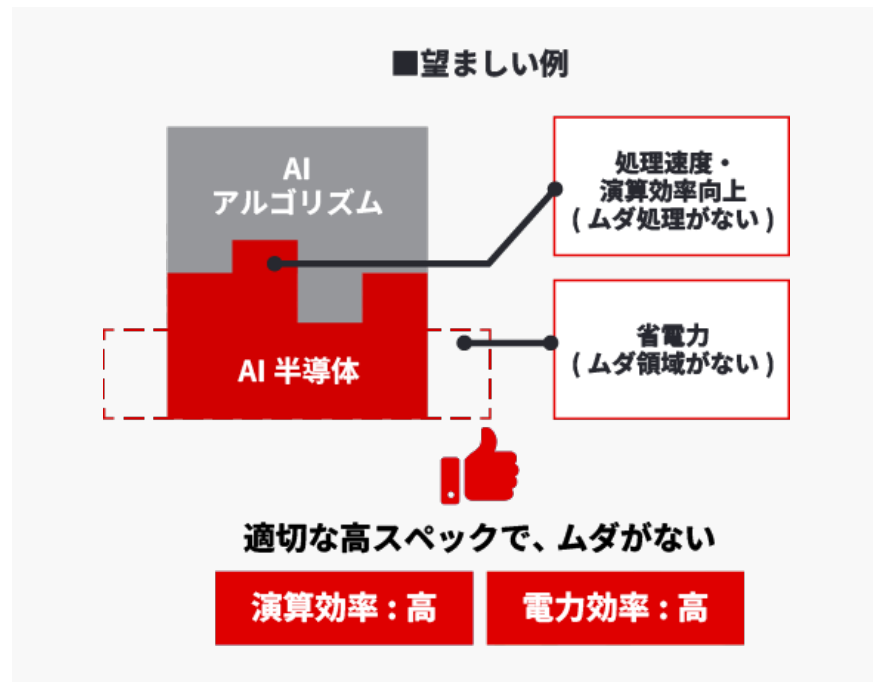 ■望ましい例
AI
アルゴリズム
処理速度・
演算効率向上
( ムダ処理がない )
AI 半導体
省電力
( ムダ領域がない )
適切な高スペックで、ムダがない
演算効率 : 高
電力効率 : 高